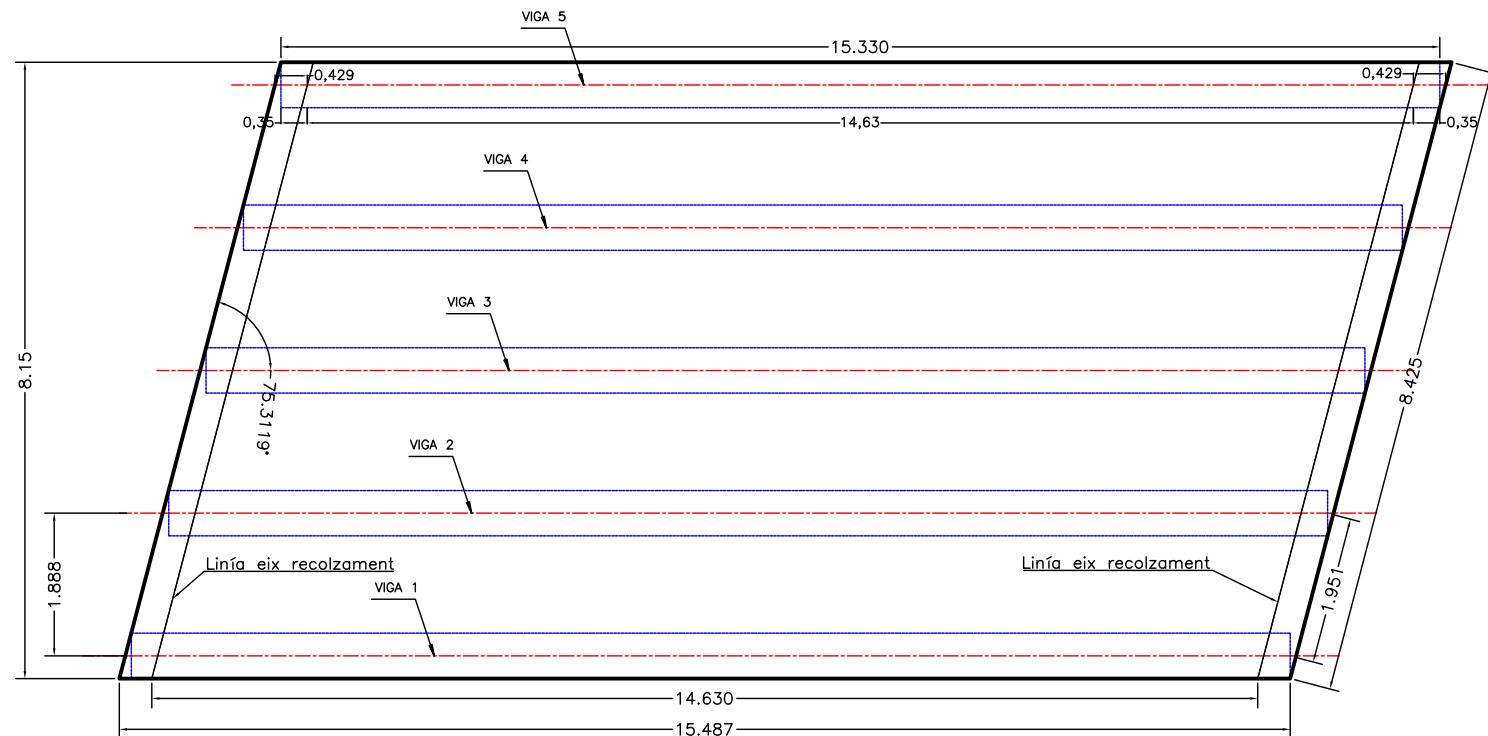 VIGA 5
15.330
0,429
0,429
0,35
14,63
0,35
VIGA 4
VIGA 3
8.15
75.3119°
8.425
VIGA 2
Linía eix recolzament
Linía eix recolzament
1.888
VIGA 1
1.951
14.630
15.487